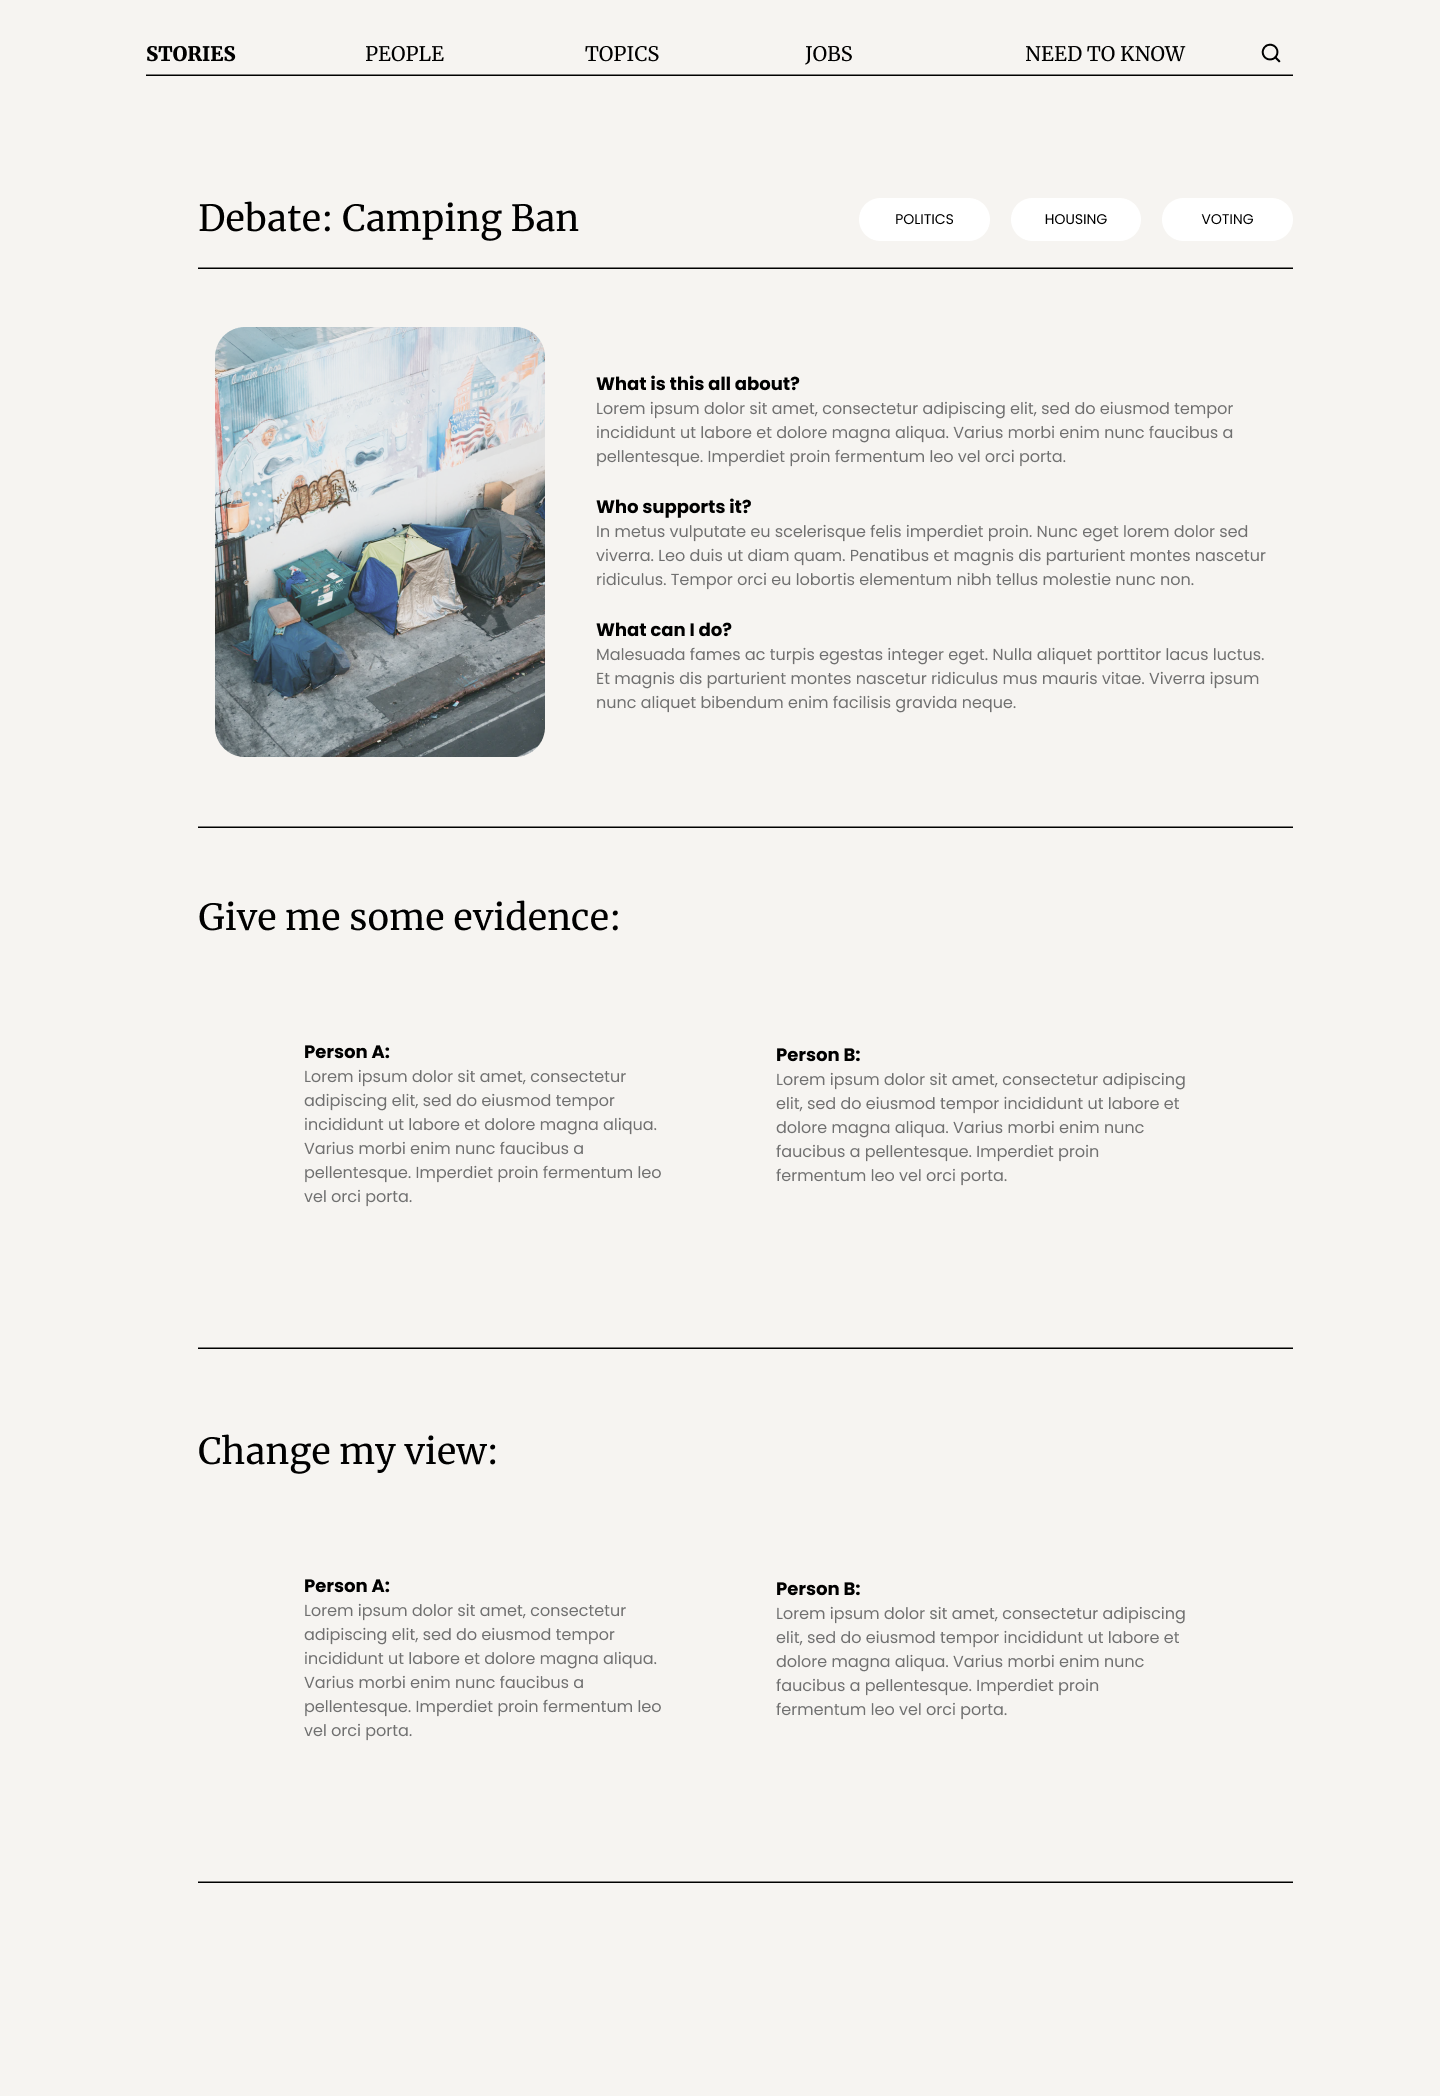 STORIES PEOPLE TOPICS JOBS NEED TO KNOW
Debate: Camping Ban
POLITICS HOUSING VOTING
What is this all about?
Lorem ipsum dolor sit amet, consectetur adipiscing elit, sed do eiusmod tempor
incididunt ut labore et dolore magna aliqua. Varius morbi enim nunc faucibus a
pellentesque. Imperdiet proin fermentum leo vel orci porta.
Who supports it?
In metus vulputate eu scelerisque felis imperdiet proin. Nunc eget lorem dolor sed
viverra. Leo duis ut diam quam. Penatibus et magnis dis parturient montes nascetur
ridiculus. Tempor orci eu lobortis elementum nibh tellus molestie nunc non.
What can I do?
Malesuada fames ac turpis egestas integer eget. Nulla aliquet porttitor lacus luctus.
Et magnis dis parturient montes nascetur ridiculus mus mauris vitae. Viverra ipsum
nunc aliquet bibendum enim facilisis gravida neque.
Give me some evidence:
Person A:
Lorem ipsum dolor sit amet, consectetur
adipiscing elit, sed do eiusmod tempor
incididunt ut labore et dolore magna aliqua.
Varius morbi enim nunc faucibus a
pellentesque. Imperdiet proin fermentum leo
vel orci porta.
Person B:
Lorem ipsum dolor sit amet, consectetur adipiscing
elit, sed do eiusmod tempor incididunt ut labore et
dolore magna aliqua. Varius morbi enim nunc
faucibus a pellentesque. Imperdiet proin
fermentum leo vel orci porta.
Change my view:
Person A:
Lorem ipsum dolor sit amet, consectetur
adipiscing elit, sed do eiusmod tempor
incididunt ut labore et dolore magna aliqua.
Varius morbi enim nunc faucibus a
pellentesque. Imperdiet proin fermentum leo
vel orci porta.
Person B:
Lorem ipsum dolor sit amet, consectetur adipiscing
elit, sed do eiusmod tempor incididunt ut labore et
dolore magna aliqua. Varius morbi enim nunc
faucibus a pellentesque. Imperdiet proin
fermentum leo vel orci porta.